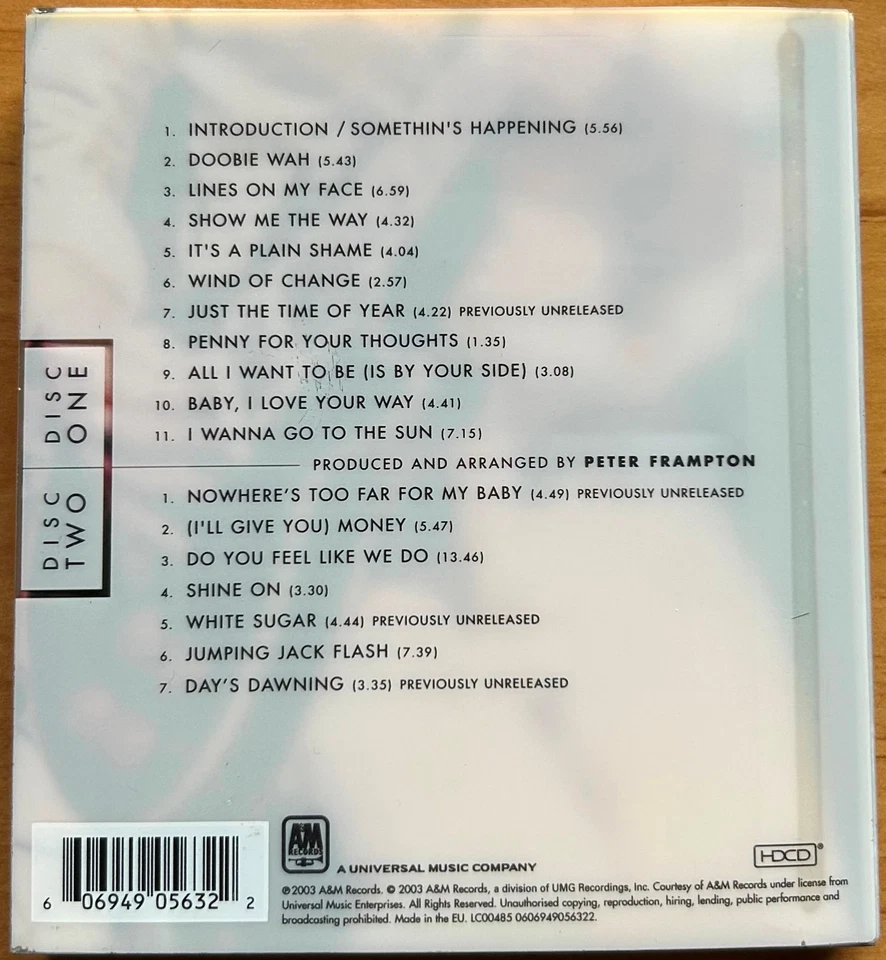 1. INTRODUCTION / SOMETHIN'S HAPPENING (5.56)
2. DOOBIE WAH (5.43)
3. LINES ON MY FACE (6.59)
4. SHOW ME THE WAY (4.32)
5. IT'S A PLAIN SHAME (4.04)
6. WIND OF CHANGE (2.57)
7. JUST THE TIME OF YEAR (4.22) PREVIOUSLY UNRELEASED
8. PENNY FOR YOUR THOUGHTS (1.35)
9. ALL I WANT TO BE (IS BY YOUR SIDE) (3.08)
10. BABY, I LOVE YOUR WAY (4.41)
11. I WANNA GO TO THE SUN (7.15)
DISC
ONE
PRODUCED AND ARRANGED BY PETER FRAMPTON
1. NOWHERE'S TOO FAR FOR MY BABY (4.49) PREVIOUSLY UNRELEASED
2. (I'LL GIVE YOU) MONEY (5.47)
3. DO YOU FEEL LIKE WE DO (13.46)
4. SHINE ON (3.30)
5. WHITE SUGAR (4.44) PREVIOUSLY UNRELEASED
6. JUMPING JACK FLASH (7.39)
7. DAY'S DAWNING (3.35) PREVIOUSLY UNRELEASED
DISC
TWO
6 06949 05632 2
A&M
RECORDS
A UNIVERSAL MUSIC COMPANY
HDCD®
℗2003 A&M Records. © 2003 A&M Records, a division of UMG Recordings, Inc. Courtesy of A&M Records under license from
Universal Music Enterprises. All Rights Reserved. Unauthorised copying, reproduction, hiring, lending, public performance and
broadcasting prohibited. Made in the EU. LC00485 0606949056322.